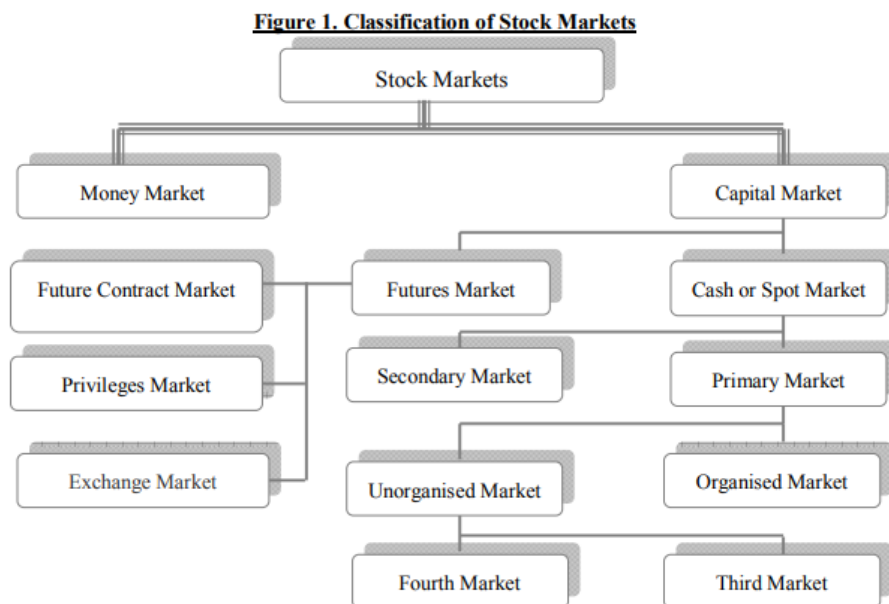 Figure 1. Classification of Stock Markets
Stock Markets
Money Market
Capital Market
Future Contract Market
Futures Market
Cash or Spot Market
Privileges Market
Secondary Market
Primary Market
Exchange Market
Unorganised Market
Organised Market
Fourth Market
Third Market